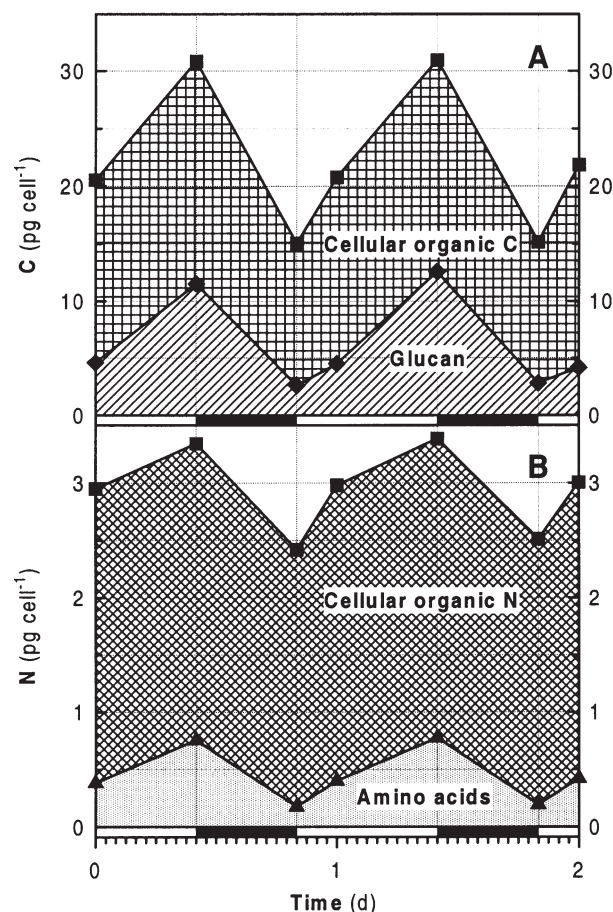 A
30 30
20 20
10 10
0 0
C (pg cell⁻¹)
Cellular organic C
Glucan
B
3 3
2 2
1 1
0 0
N (pg cell⁻¹)
Cellular organic N
Amino acids
0 1 2
Time (d)